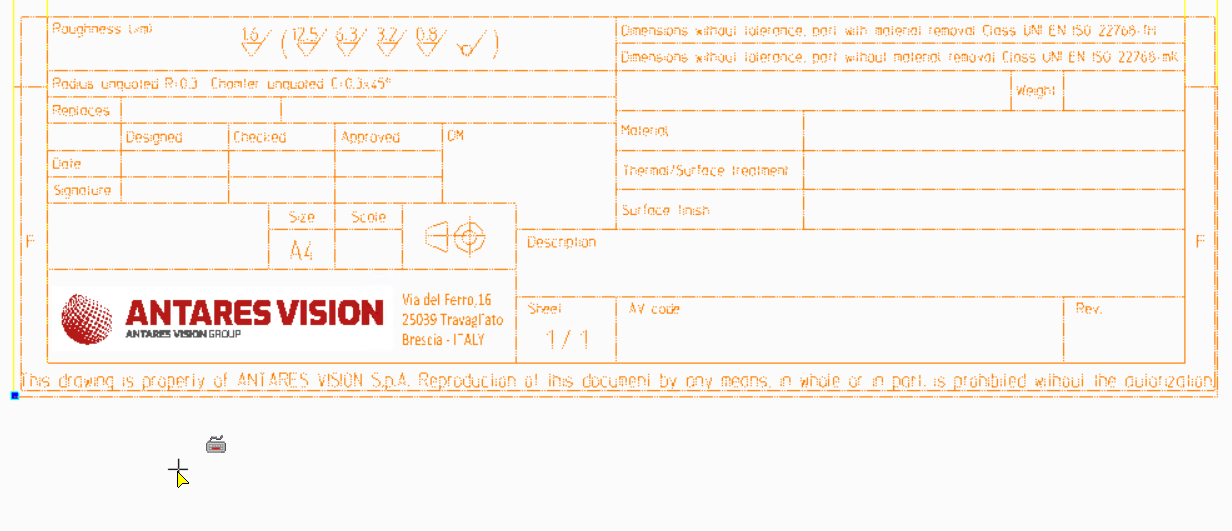 Roughness (µm)
1.6 ( 12.5 6.3 3.2 0.8 )
Dimensions without tolerance, part with material removal Class UNI EN ISO 22768-fH
Dimensions without tolerance, part without material removal Class UNI EN ISO 22768-mK
Radius unquoted R=0.3 Chamfer unquoted C=0.3x45°
Weight
Replaces
Designed Checked Approved DM
Material
Date
Thermal/Surface treatment
Signature
Surface finish
Size Scale
A4
F
Description
F
ANTARES VISION
ANTARES VISION GROUP
Via del Ferro,16
25039 Travagliato
Brescia - ITALY
Sheet
1 / 1
AV code
Rev.
This drawing is property of ANTARES VISION S.p.A. Reproduction of this document by any means, in whole or in part, is prohibited without the autorization